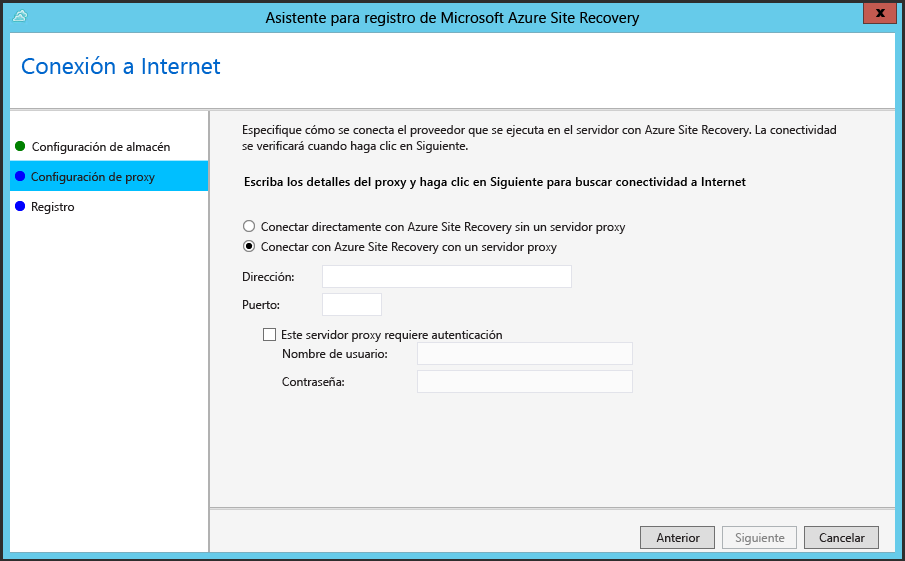 Asistente para registro de Microsoft Azure Site Recovery
x
Conexión a Internet
Configuración de almacén
Configuración de proxy
Registro
Especifique cómo se conecta el proveedor que se ejecuta en el servidor con Azure Site Recovery. La conectividad
se verificará cuando haga clic en Siguiente.
Escriba los detalles del proxy y haga clic en Siguiente para buscar conectividad a Internet
Conectar directamente con Azure Site Recovery sin un servidor proxy
Conectar con Azure Site Recovery con un servidor proxy
Dirección:
Puerto:
Este servidor proxy requiere autenticación
Nombre de usuario:
Contraseña:
Anterior
Siguiente
Cancelar